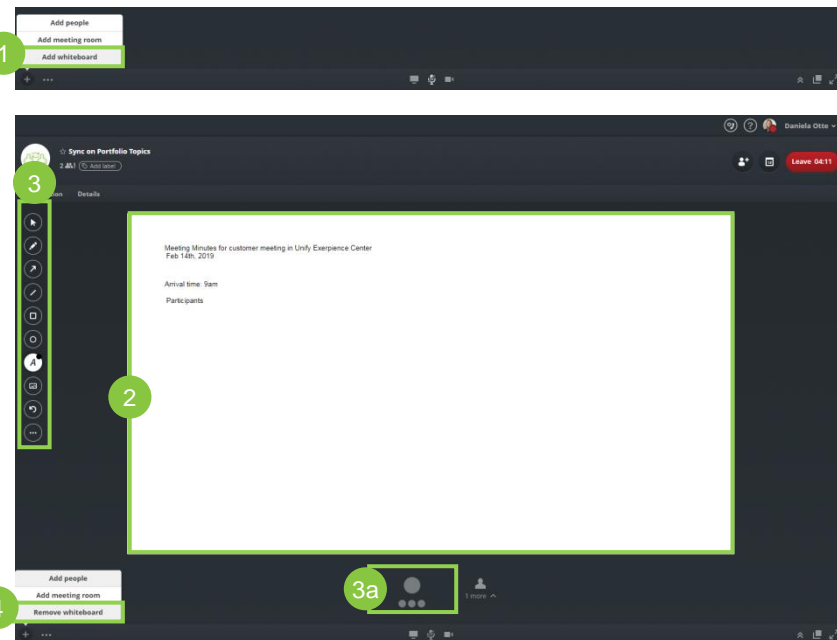 Add people
Add meeting room
1
Add whiteboard
Daniela Otte
Sync on Portfolio Topics
2
Add label
Leave 04:11
3
Details
Meeting Minutes for customer meeting in Unify Exerpience Center
Feb 14th, 2019
Arrival time: 9am
Participants
A
2
Add people
Add meeting room
Remove whiteboard
4
3a
1 more